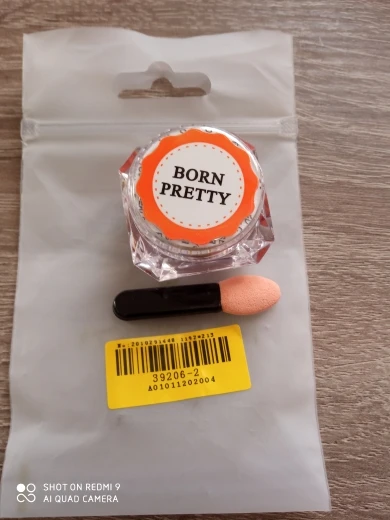 BORN
PRETTY
39206-2
A01011202004
SHOT ON REDMI 9
AI QUAD CAMERA